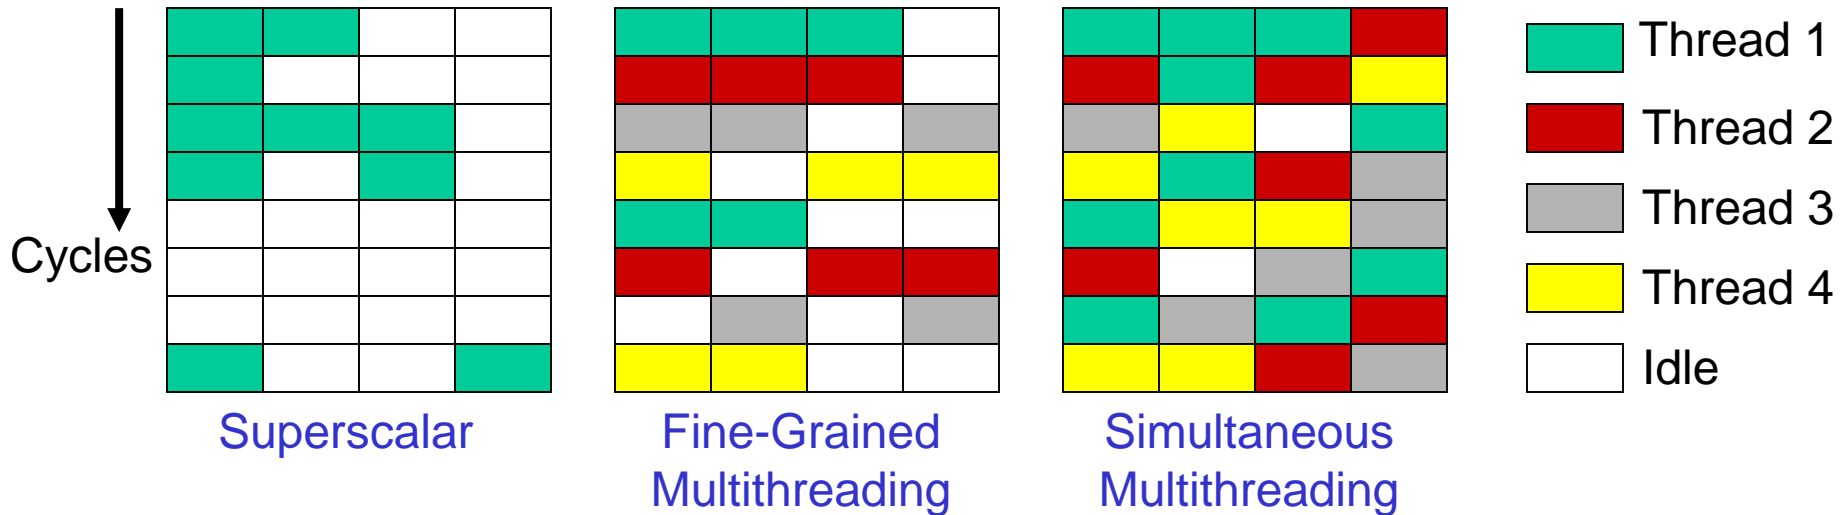 Cycles
Superscalar
Fine-Grained
Multithreading
Simultaneous
Multithreading
Thread 1
Thread 2
Thread 3
Thread 4
Idle